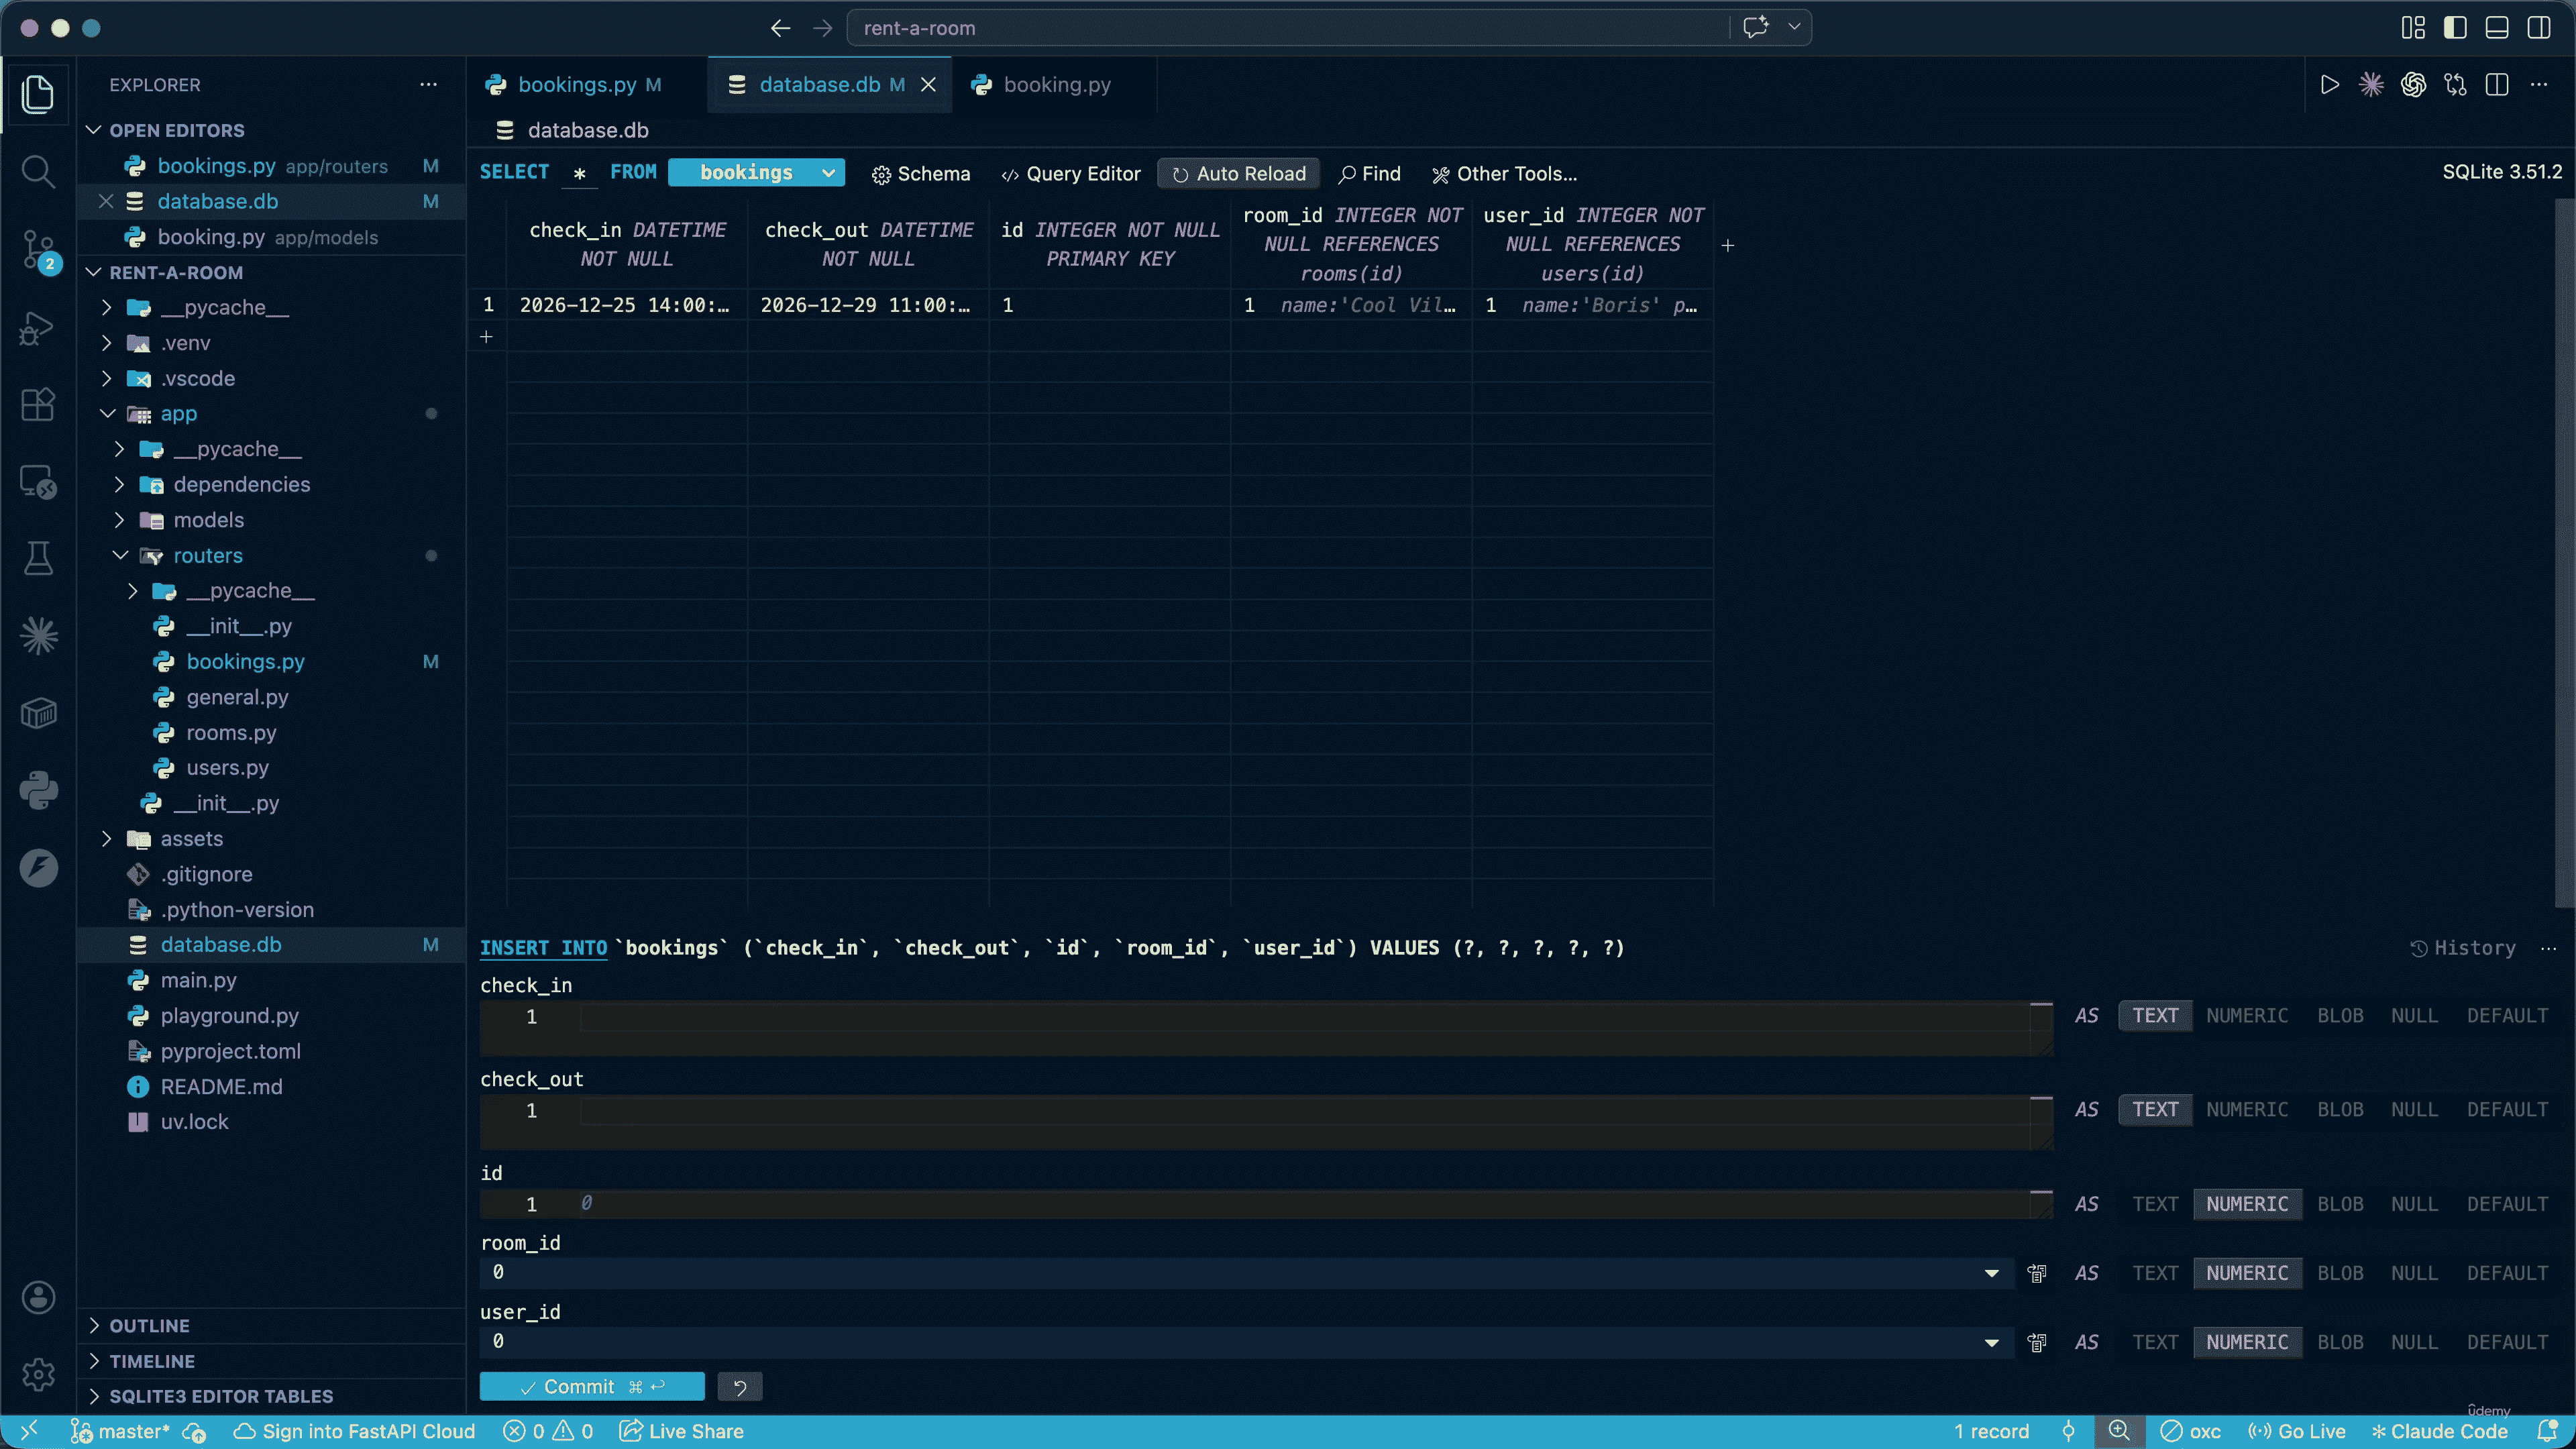 rent-a-room
EXPLORER
OPEN EDITORS
bookings.py app/routers M
database.db M
booking.py app/models
RENT-A-ROOM
__pycache__
.venv
.vscode
app
__pycache__
dependencies
models
routers
__pycache__
__init__.py
bookings.py M
general.py
rooms.py
users.py
__init__.py
assets
.gitignore
.python-version
database.db M
main.py
playground.py
pyproject.toml
README.md
uv.lock
OUTLINE
TIMELINE
SQLITE3 EDITOR TABLES
2
bookings.py M database.db M booking.py
database.db
SELECT * FROM bookings Schema Query Editor Auto Reload Find Other Tools... SQLite 3.51.2
check_in DATETIME NOT NULL
check_out DATETIME NOT NULL
id INTEGER NOT NULL PRIMARY KEY
room_id INTEGER NOT NULL REFERENCES rooms(id)
user_id INTEGER NOT NULL REFERENCES users(id)
+
1 2026-12-25 14:00:… 2026-12-29 11:00:… 1 1 name:'Cool Vil… 1 name:'Boris' p…
+
INSERT INTO `bookings` (`check_in`, `check_out`, `id`, `room_id`, `user_id`) VALUES (?, ?, ?, ?, ?) History ...
check_in
1 AS TEXT NUMERIC BLOB NULL DEFAULT
check_out
1 AS TEXT NUMERIC BLOB NULL DEFAULT
id
1 0 AS TEXT NUMERIC BLOB NULL DEFAULT
room_id
0 AS TEXT NUMERIC BLOB NULL DEFAULT
user_id
0 AS TEXT NUMERIC BLOB NULL DEFAULT
Commit ⌘ ↩
udemy
master* Sign into FastAPI Cloud 0 0 Live Share 1 record oxc Go Live Claude Code